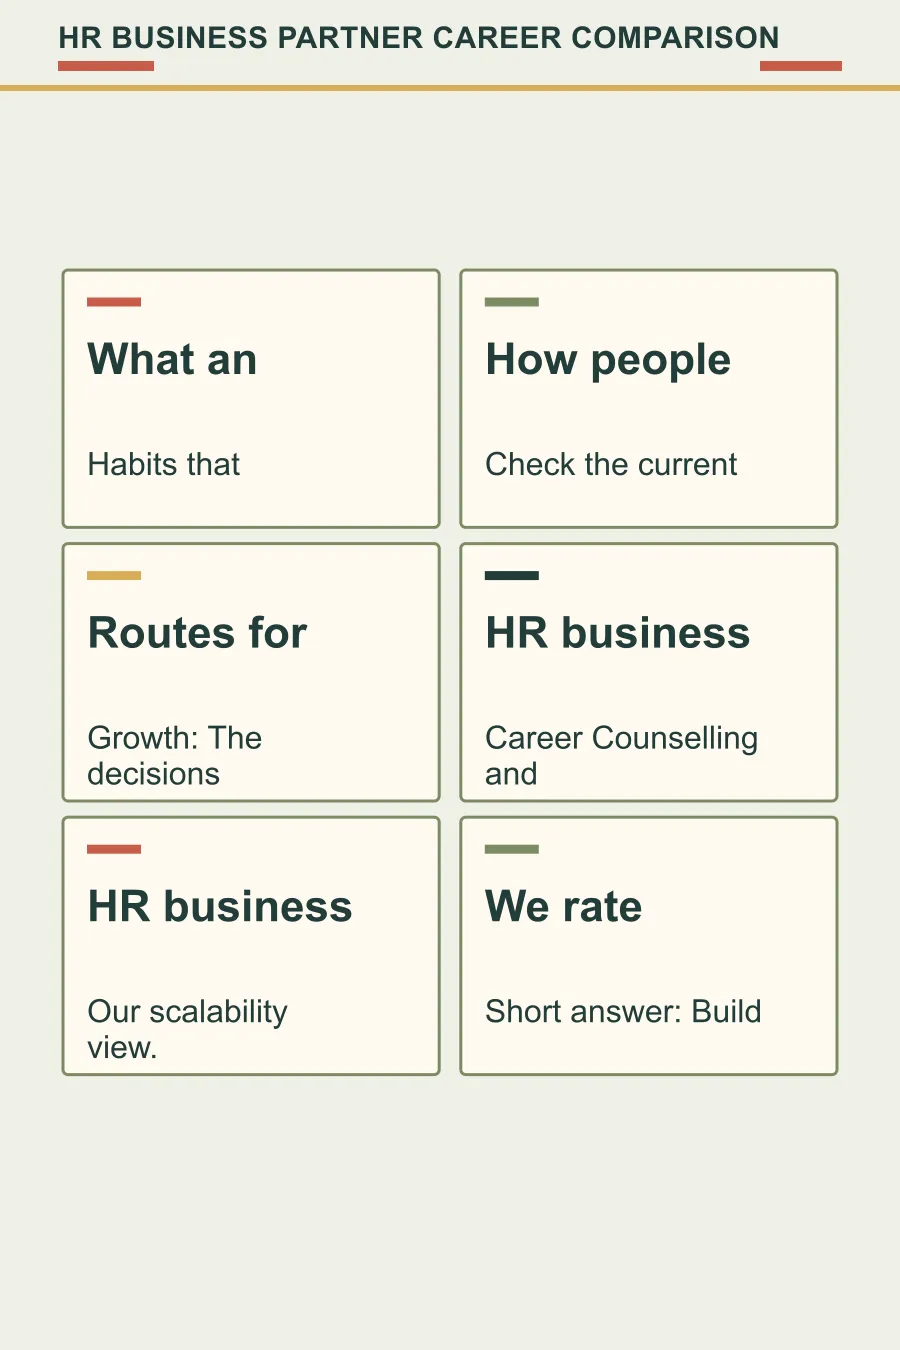 HR BUSINESS PARTNER CAREER COMPARISON
What an
Habits that
How people
Check the current
Routes for
Growth: The
decisions
HR business
Career Counselling
and
HR business
Our scalability
view.
We rate
Short answer: Build